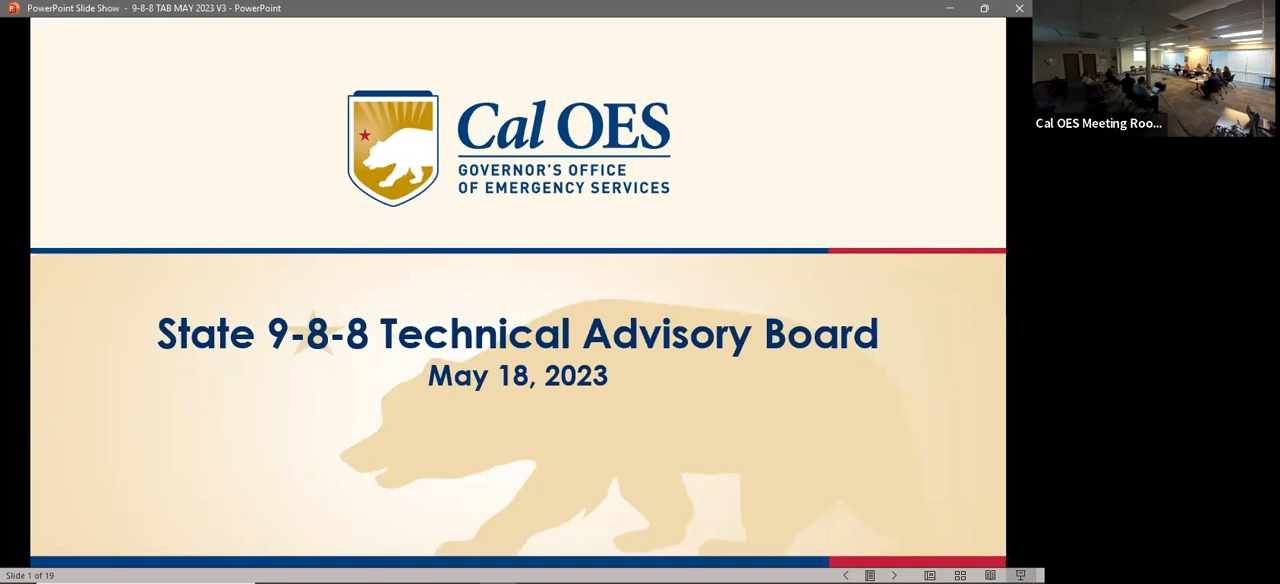 PowerPoint Slide Show - 9-8-8 TAB MAY 2023 V3 - PowerPoint
Cal OES
GOVERNOR'S OFFICE
OF EMERGENCY SERVICES
Cal OES Meeting Roo...
State 9-8-8 Technical Advisory Board
May 18, 2023
Slide 1 of 19